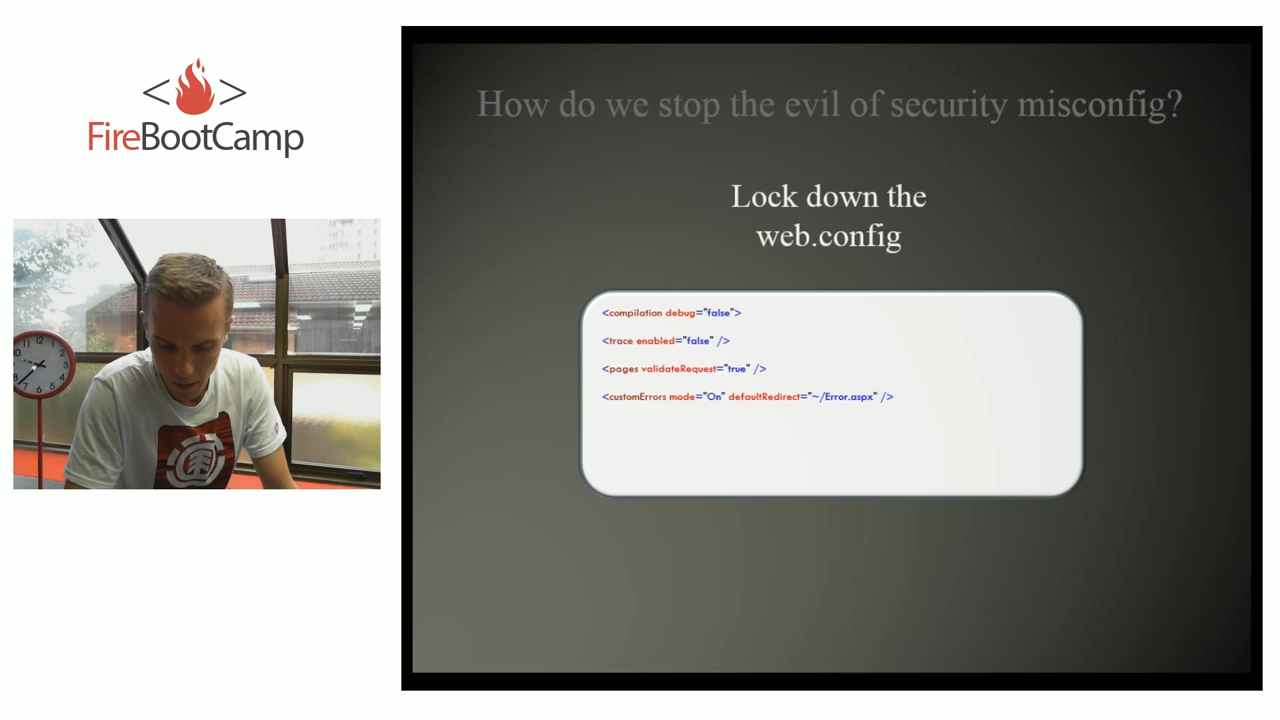 <>
FireBootCamp
How do we stop the evil of security misconfig?
Lock down the
web.config
<compilation debug="false">
<trace enabled="false" />
<pages validateRequest="true" />
<customErrors mode="On" defaultRedirect="~/Error.aspx" />